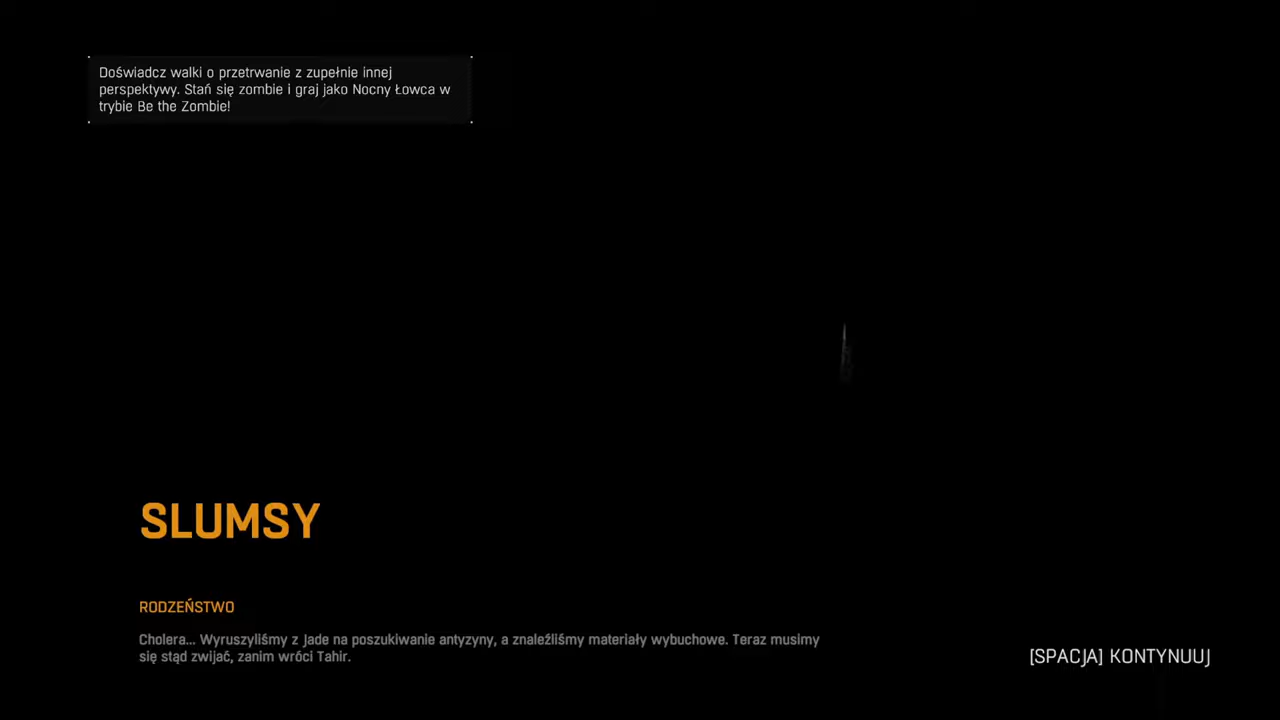 Doświadcz walki o przetrwanie z zupełnie innej
perspektywy. Stań się zombie i graj jako Nocny Łowca w
trybie Be the Zombie!
SLUMSY
RODZEŃSTWO
Cholera... Wyruszyliśmy z Jade na poszukiwanie antyzyny, a znaleźliśmy materiały wybuchowe. Teraz musimy
się stąd zwijać, zanim wróci Tahir.
[SPACJA] KONTYNUUJ